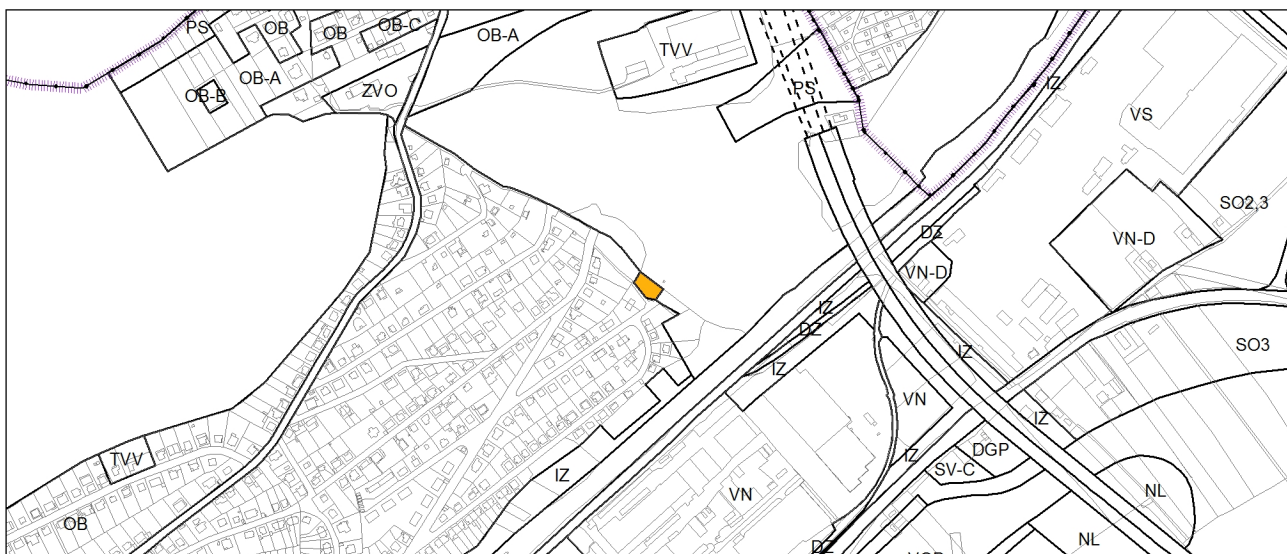 PS
OB
OB
OB-C
OB-A
TVV
OB-A
OB-B
ZVO
PS
IZ
VS
SO2,3
VN-D
DZ
VN-D
IZ
DZ
IZ
IZ
SO3
VN
IZ
DGP
IZ
SV-C
TVV
IZ
VN
NL
OB
NL
DZ